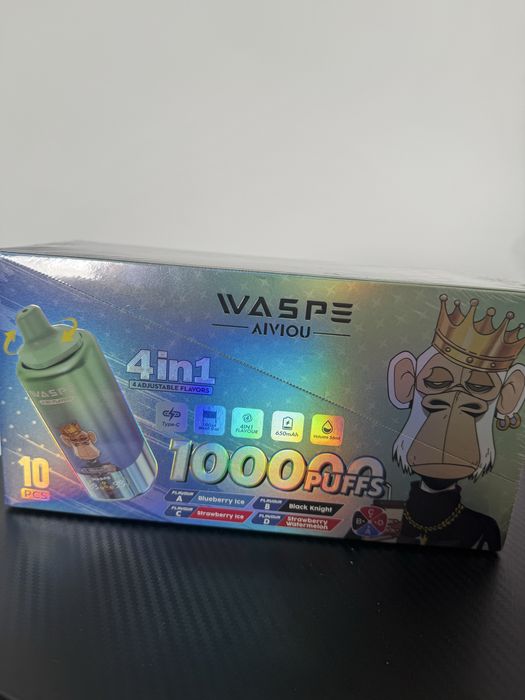 WASPE
AIVIOU
4in1
4 ADJUSTABLE FLAVORS
WASPE
Type-C
4IN1
FLAVOUR
650mAh
100000 PUFFS
10
PCS
FLAVOUR
A
Blueberry Ice
FLAVOUR
B
Black Knight
FLAVOUR
C
Strawberry Ice
FLAVOUR
D
Strawberry
Watermelon
C
B
D
A